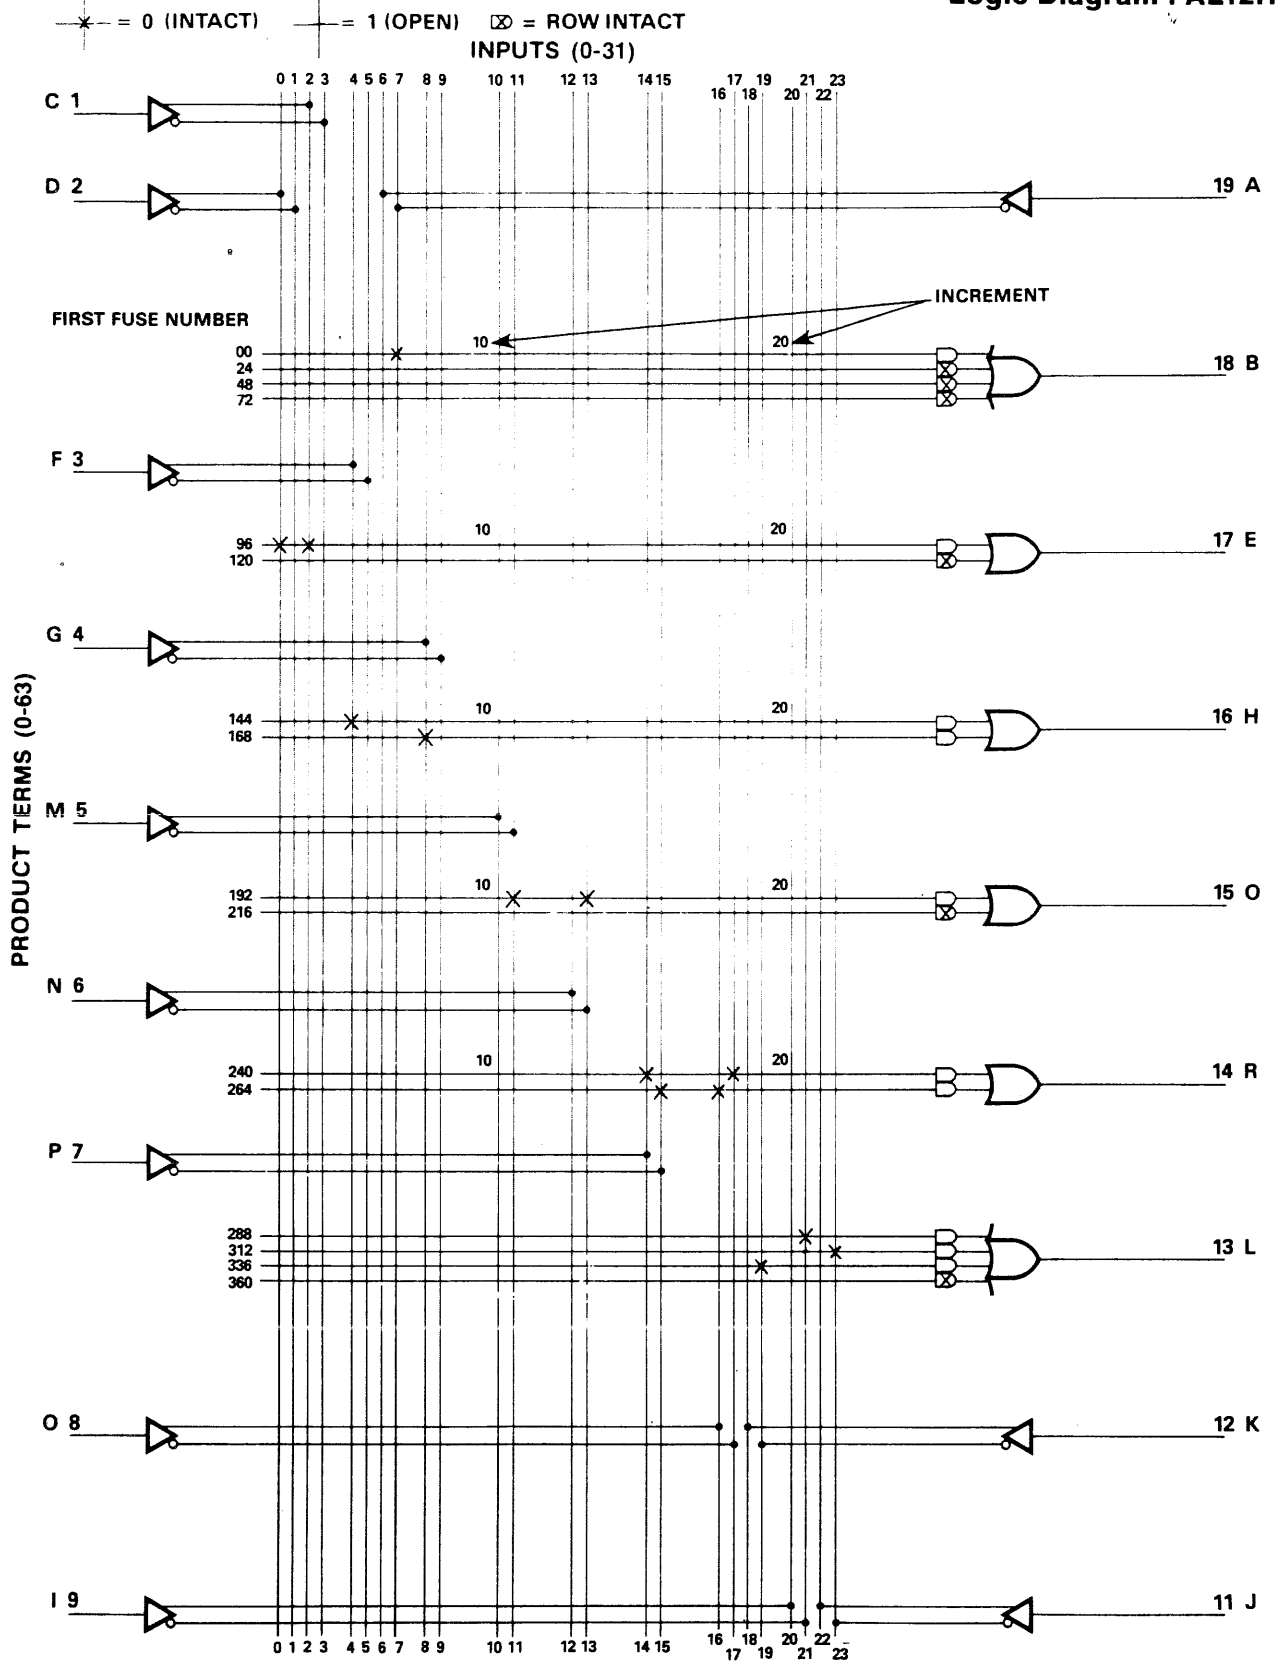 Logic Diagram PAL12H
= 0 (INTACT) = 1 (OPEN) = ROW INTACT
INPUTS (0-31)
0 1 2 3 4 5 6 7 8 9 10 11 12 13 14 15 17 19 21 23
16 18 20 22
C 1
D 2
19 A
INCREMENT
FIRST FUSE NUMBER
10 20
00
24
48
72
18 B
F 3
10 20
96
120
17 E
G 4
10 20
144
168
16 H
PRODUCT TERMS (0-63)
M 5
10 20
192
216
15 O
N 6
10 20
240
264
14 R
P 7
288
312
336
360
13 L
O 8
12 K
I 9
11 J
0 1 2 3 4 5 6 7 8 9 10 11 12 13 14 15 16 18 20 22
17 19 21 23